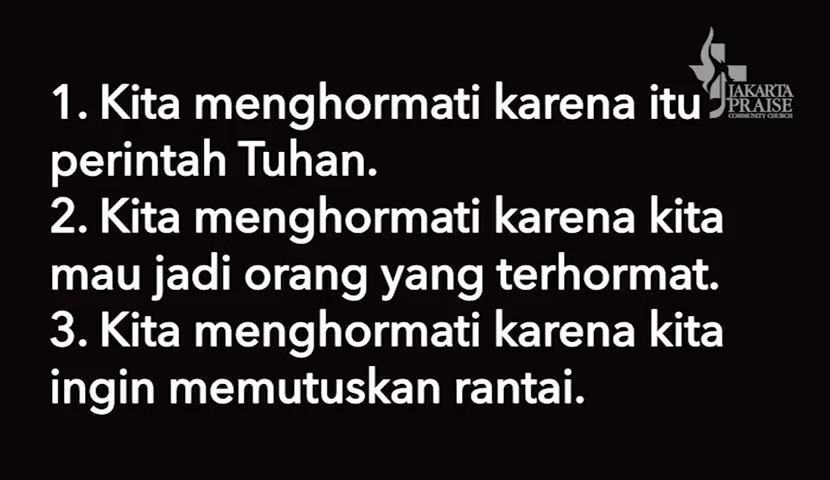 1. Kita menghormati karena itu
perintah Tuhan.
2. Kita menghormati karena kita
mau jadi orang yang terhormat.
3. Kita menghormati karena kita
ingin memutuskan rantai.
JAKARTA
PRAISE
COMMUNITY CHURCH